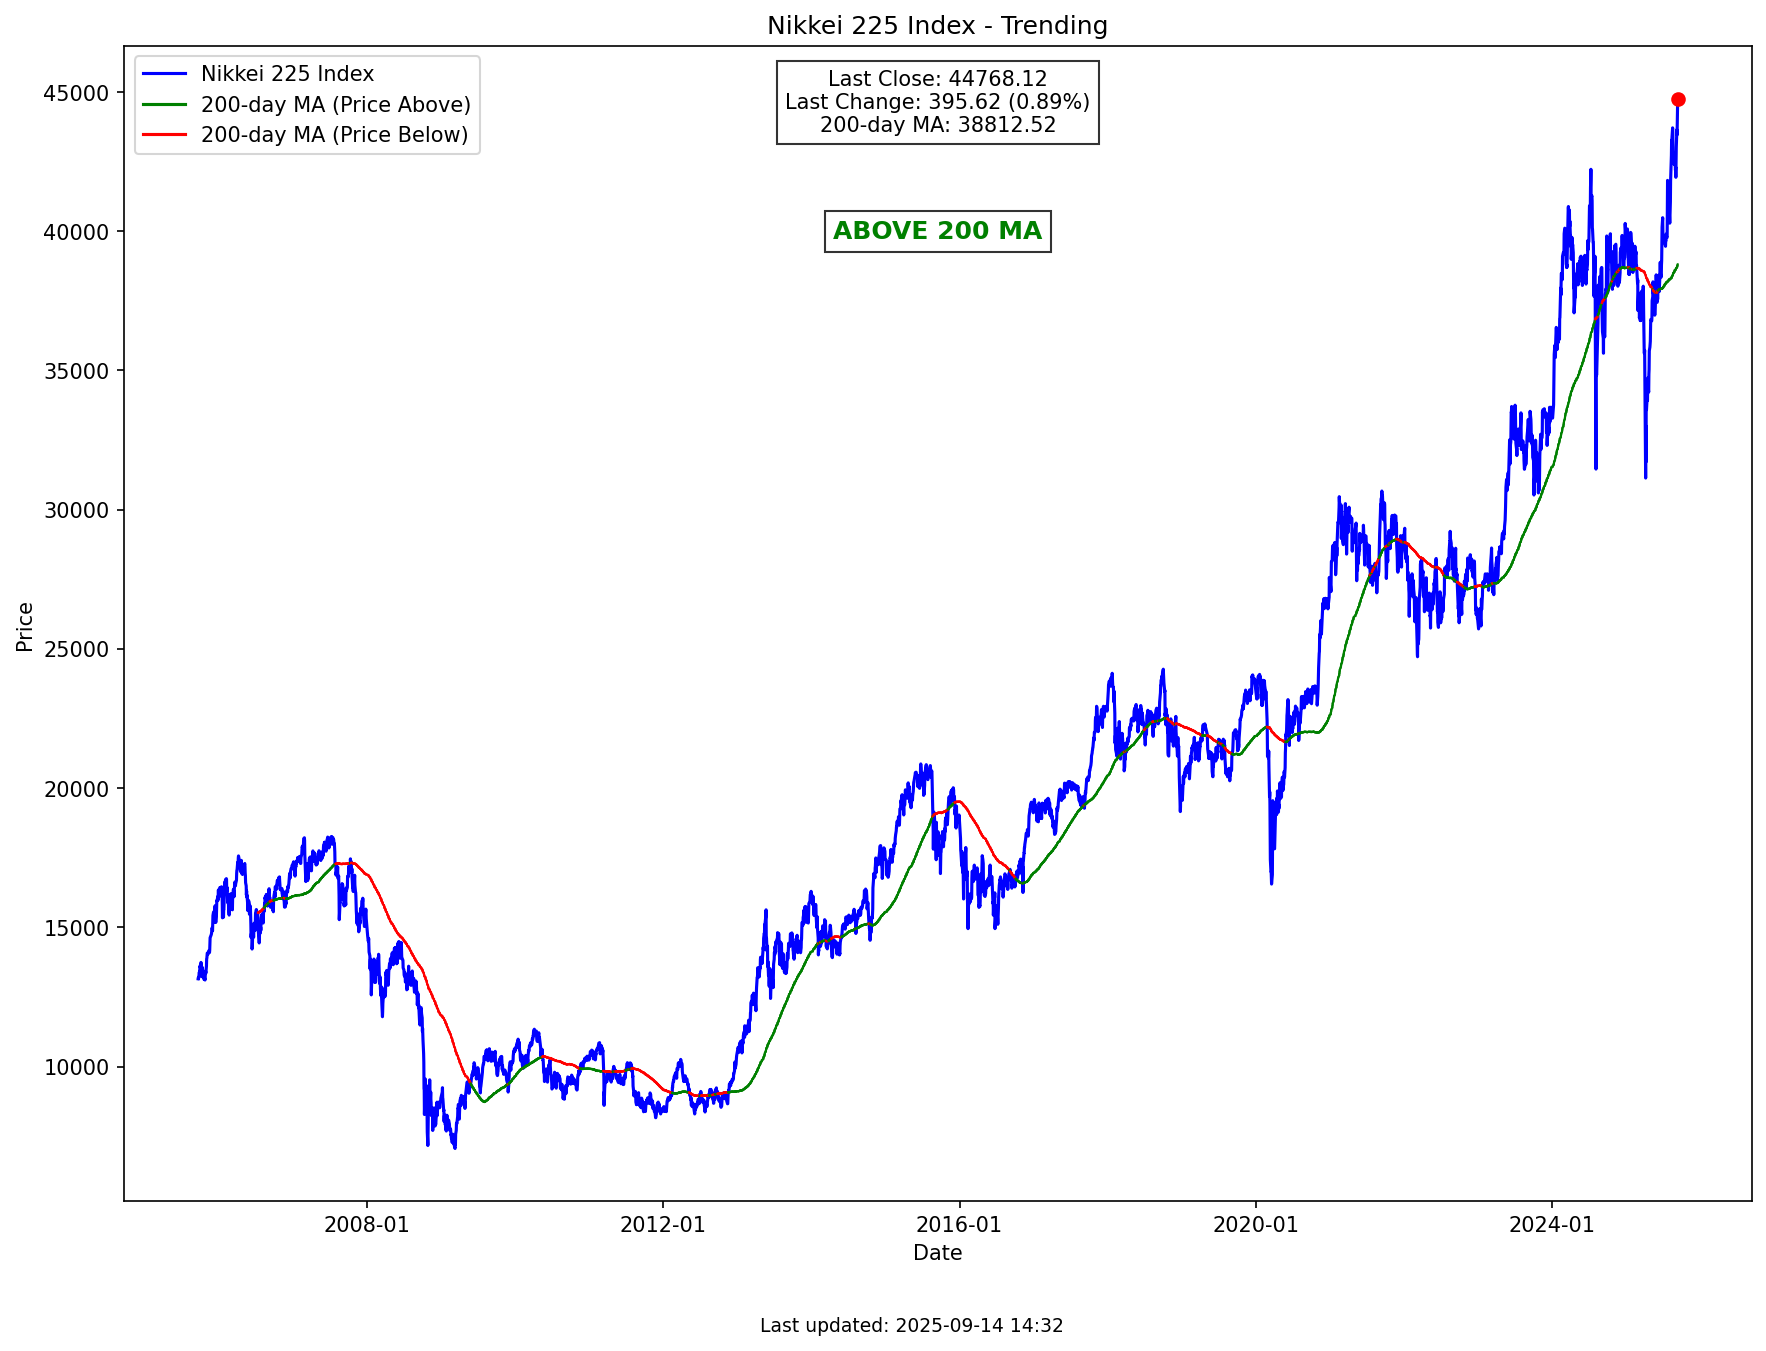 Nikkei 225 Index - Trending
Nikkei 225 Index
200-day MA (Price Above)
200-day MA (Price Below)
Last Close: 44768.12
Last Change: 395.62 (0.89%)
200-day MA: 38812.52
ABOVE 200 MA
45000
40000
35000
30000
25000
20000
15000
10000
Price
2008-01
2012-01
2016-01
2020-01
2024-01
Date
Last updated: 2025-09-14 14:32